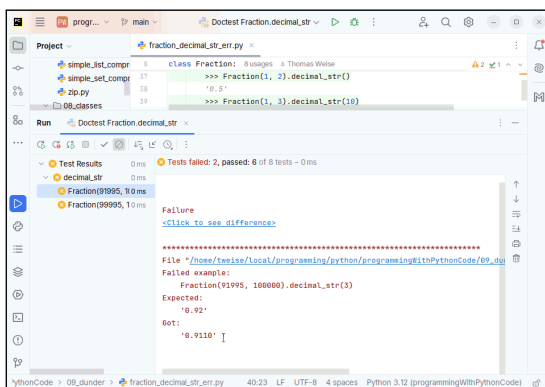 PW progr... main Doctest Fraction.decimal_str
Project fraction_decimal_str_err.py
simple_list_compr 8 class Fraction: 8 usages Thomas Weise 2 1
simple_set_compr 37 >>> Fraction(1, 2).decimal_str()
zip.py 38 '0.5'
08_classes 39 >>> Fraction(1, 3).decimal_str(10)
Run Doctest Fraction.decimal_str
Test Results 0 ms Tests failed: 2, passed: 6 of 8 tests – 0 ms
decimal_str 0 ms
Fraction(91995, 1 0 ms
Fraction(99995, 1 0 ms
Failure
<Click to see difference>
**********************************************************************
File "/home/tweise/local/programming/python/programmingWithPythonCode/09_du
Failed example:
Fraction(91995, 100000).decimal_str(3)
Expected:
'0.92'
Got:
'0.9110'
ythonCode > 09_dunder > fraction_decimal_str_err.py 40:23 LF UTF-8 4 spaces Python 3.12 (programmingWithPythonCode)